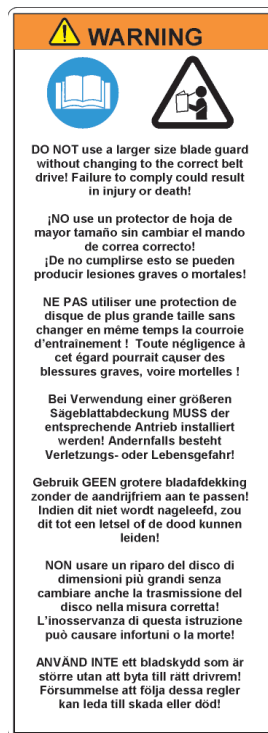 WARNING
DO NOT use a larger size blade guard
without changing to the correct belt
drive! Failure to comply could result
in injury or death!
¡NO use un protector de hoja de
mayor tamaño sin cambiar el mando
de correa correcto!
¡De no cumplirse esto se pueden
producir lesiones graves o mortales!
NE PAS utiliser une protection de
disque de plus grande taille sans
changer en même temps la courroie
d'entraînement ! Toute négligence à
cet égard pourrait causer des
blessures graves, voire mortelles !
Bei Verwendung einer größeren
Sägeblattabdeckung MUSS der
entsprechende Antrieb installiert
werden! Andernfalls besteht
Verletzungs- oder Lebensgefahr!
Gebruik GEEN grotere bladafdekking
zonder de aandrijfriem aan te passen!
Indien dit niet wordt nageleefd, zou
dit tot een letsel of de dood kunnen
leiden!
NON usare un riparo del disco di
dimensioni più grandi senza
cambiare anche la trasmissione del
disco nella misura corretta!
L'inosservanza di questa istruzione
può causare infortuni o la morte!
ANVÄND INTE ett bladskydd som är
större utan att byta till rätt drivrem!
Försummelse att följa dessa regler
kan leda till skada eller död!